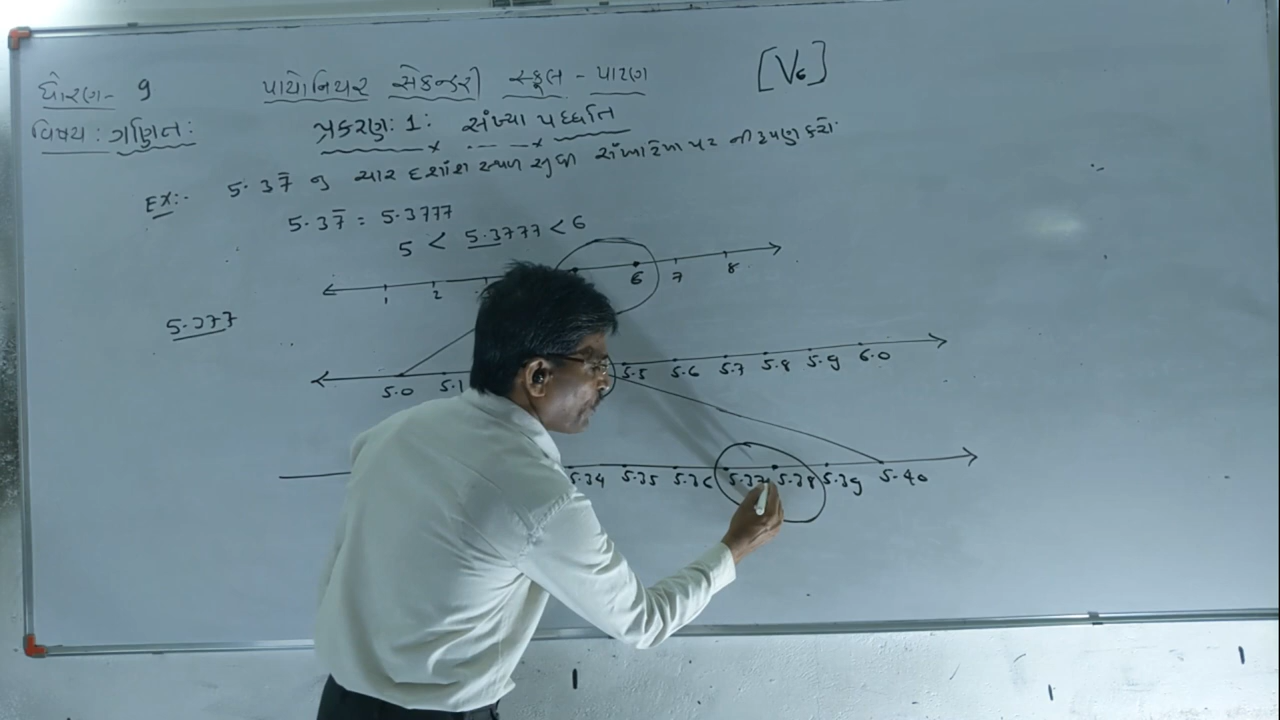 ધોરણ- 9 પાયોનિયર સેકન્ડરી સ્કૂલ - પાટણ [V6]
વિષય: ગણિત: પ્રકરણ: 1: સંખ્યા પદ્ધતિ
Ex:- 5.37̅ નુ ચાર દશાંશ સ્થળ સુધી સંખ્યારેખા પર નીરૂપણ કરો.
5.37̅ = 5.3777
5 < 5.3777 < 6
1 2 6 7 8
5.377
5.0 5.1 5.5 5.6 5.7 5.8 5.9 6.0
5.34 5.35 5.36 5.37 5.38 5.39 5.40